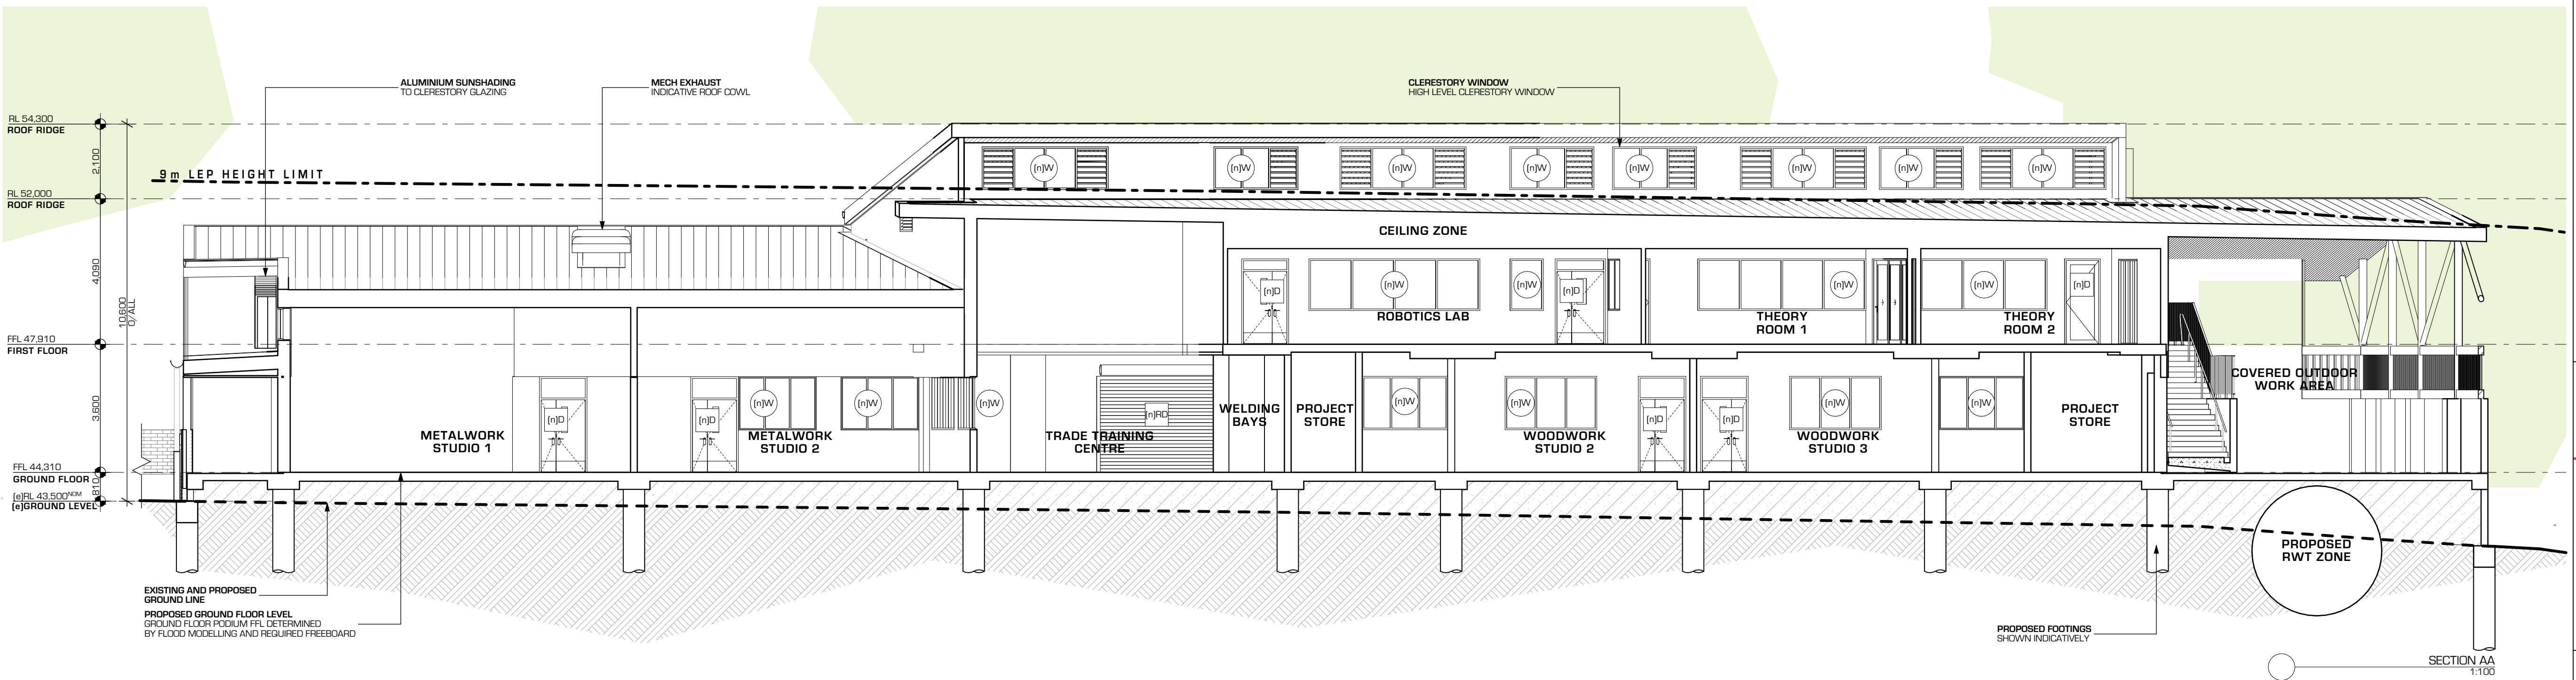 ALUMINIUM SUNSHADING
TO CLERESTORY GLAZING
MECH EXHAUST
INDICATIVE ROOF COWL
CLERESTORY WINDOW
HIGH LEVEL CLERESTORY WINDOW
RL 54,300
ROOF RIDGE
2,100
9m LEP HEIGHT LIMIT
RL 52,000
ROOF RIDGE
4,090
10,600
O/ALL
FFL 47,910
FIRST FLOOR
3,600
FFL 44,310
GROUND FLOOR
810
(e)RL 43,500 NOM
(e)GROUND LEVEL
(n)W
(n)W
(n)W
(n)W
(n)W
(n)W
(n)W
(n)W
CEILING ZONE
(n)D
(n)W
(n)W
(n)D
(n)W
(n)W
(n)D
ROBOTICS LAB
THEORY
ROOM 1
THEORY
ROOM 2
COVERED OUTDOOR
WORK AREA
(n)D
(n)D
(n)W
(n)W
(n)W
(n)RD
(n)W
(n)W
(n)D
(n)D
(n)W
(n)W
METALWORK
STUDIO 1
METALWORK
STUDIO 2
TRADE TRAINING
CENTRE
WELDING
BAYS
PROJECT
STORE
WOODWORK
STUDIO 2
WOODWORK
STUDIO 3
PROJECT
STORE
PROPOSED
RWT ZONE
EXISTING AND PROPOSED
GROUND LINE
PROPOSED GROUND FLOOR LEVEL
GROUND FLOOR PODIUM FFL DETERMINED
BY FLOOD MODELLING AND REQUIRED FREEBOARD
PROPOSED FOOTINGS
SHOWN INDICATIVELY
SECTION AA
1:100